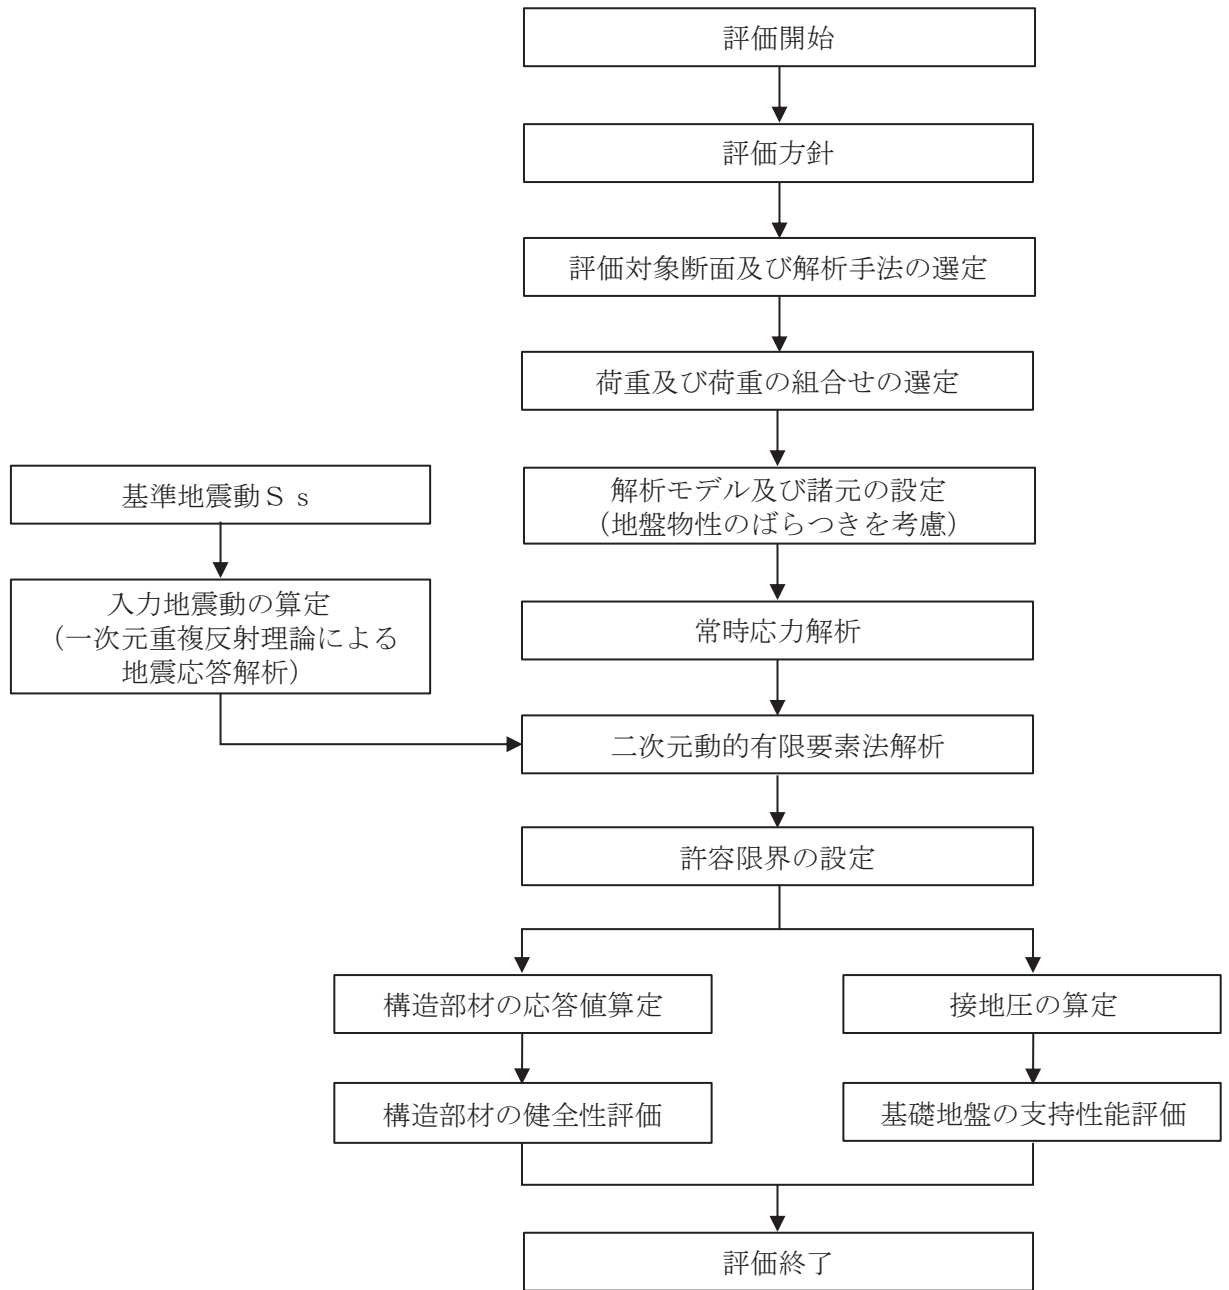 評価開始
評価方針
評価対象断面及び解析手法の選定
荷重及び荷重の組合せの選定
解析モデル及び諸元の設定
（地盤物性のばらつきを考慮）
基準地震動Ｓｓ
入力地震動の算定
（一次元重複反射理論による
地震応答解析）
常時応力解析
二次元動的有限要素法解析
許容限界の設定
構造部材の応答値算定
接地圧の算定
構造部材の健全性評価
基礎地盤の支持性能評価
評価終了